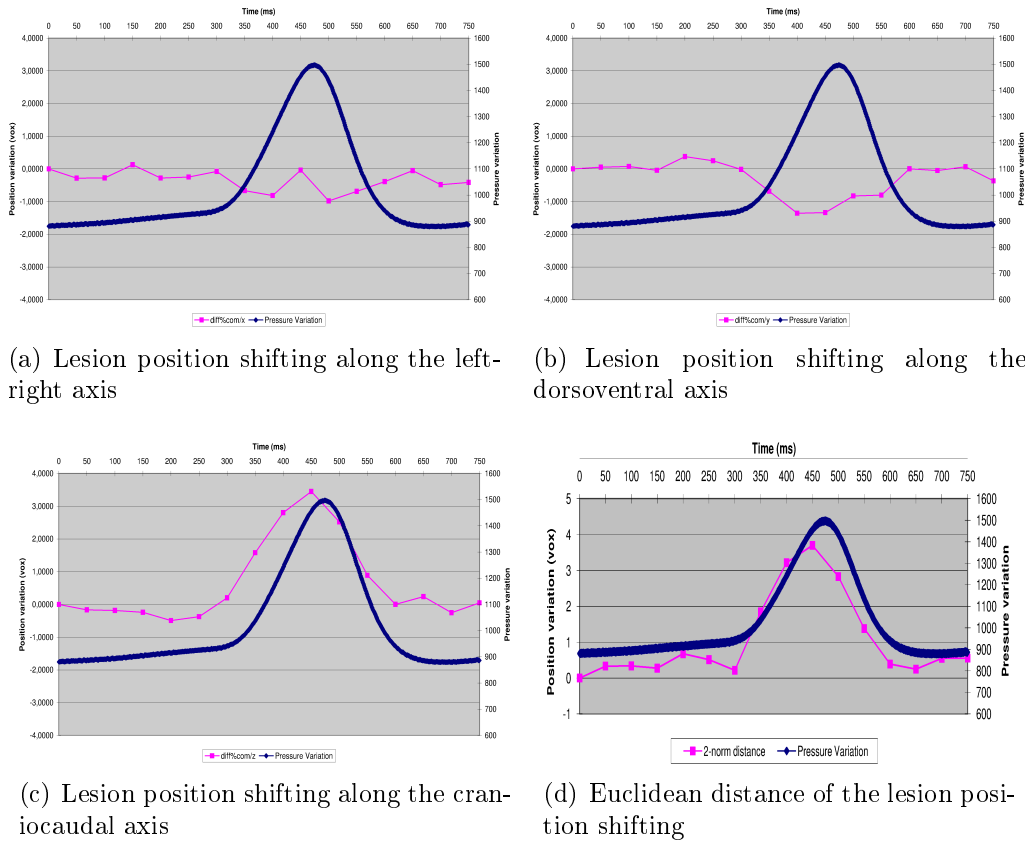 Time (ms)
0 50 100 150 200 250 300 350 400 450 500 550 600 650 700 750
4,0000
3,0000
2,0000
1,0000
0,0000
-1,0000
-2,0000
-3,0000
-4,0000
Position variation (vox)
1600
1500
1400
1300
1200
1100
1000
900
800
700
600
Pressure variation
diff%com/x Pressure Variation
(a) Lesion position shifting along the left-
right axis
Time (ms)
0 50 100 150 200 250 300 350 400 450 500 550 600 650 700 750
4,0000
3,0000
2,0000
1,0000
0,0000
-1,0000
-2,0000
-3,0000
-4,0000
Position variation (vox)
1600
1500
1400
1300
1200
1100
1000
900
800
700
600
Pressure variation
diff%com/y Pressure Variation
(b) Lesion position shifting along the
dorsoventral axis
Time (ms)
0 50 100 150 200 250 300 350 400 450 500 550 600 650 700 750
4,0000
3,0000
2,0000
1,0000
0,0000
-1,0000
-2,0000
-3,0000
-4,0000
Position variation (vox)
1600
1500
1400
1300
1200
1100
1000
900
800
700
600
Pressure variation
diff%com/z Pressure Variation
(c) Lesion position shifting along the cran-
iocaudal axis
Time (ms)
0 50 100 150 200 250 300 350 400 450 500 550 600 650 700 750
5
4
3
2
1
0
-1
Position variation (vox)
1600
1500
1400
1300
1200
1100
1000
900
800
700
600
Pressure variation
2-norm distance Pressure Variation
(d) Euclidean distance of the lesion posi-
tion shifting